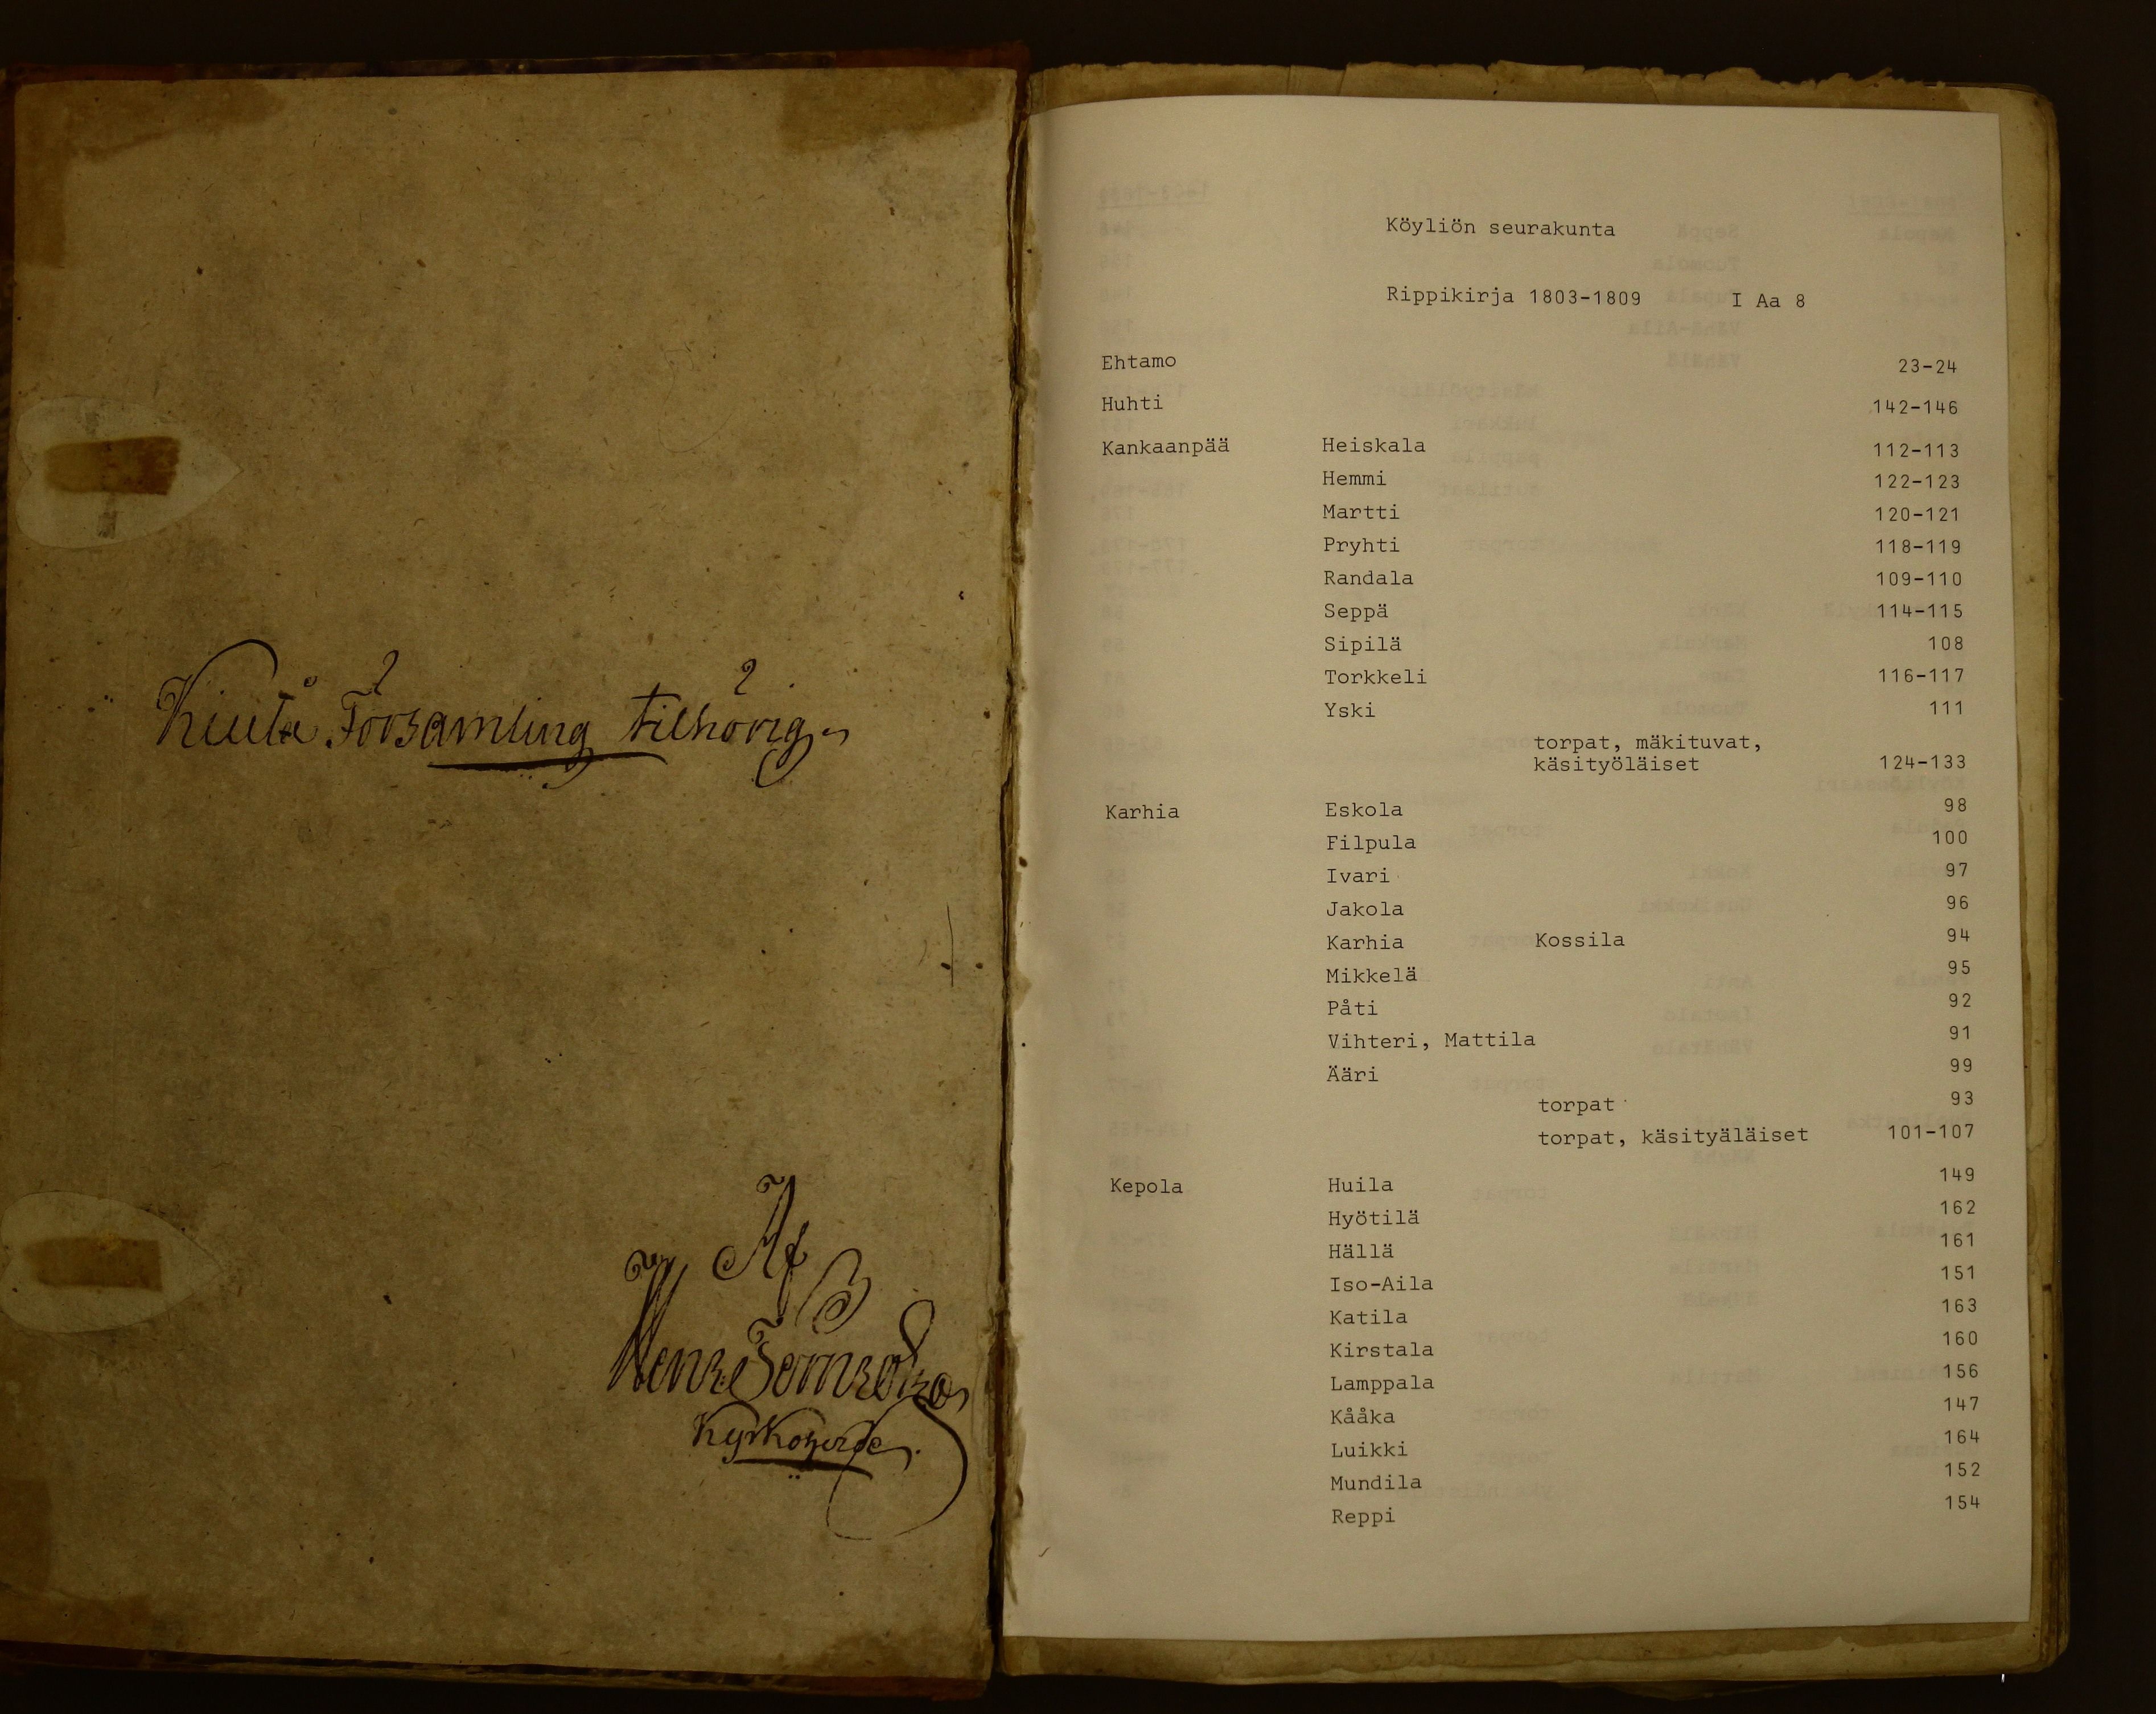 Kiulå Församling tilhörig
Af
Kyrkoherde.
Köyliön seurakunta
Rippikirja 1803-1809 I Aa 8
Ehtamo 23-24
Huhti 142-146
Kankaanpää Heiskala 112-113
Hemmi 122-123
Martti 120-121
Pryhti 118-119
Randala 109-110
Seppä 114-115
Sipilä 108
Torkkeli 116-117
Yski 111
torpat, mäkituvat,
käsityöläiset 124-133
Karhia Eskola 98
Filpula 100
Ivari 97
Jakola 96
Karhia Kossila 94
Mikkelä 95
Påti 92
Vihteri, Mattila 91
Ääri 99
torpat 93
torpat, käsityäläiset 101-107
Kepola Huila 149
Hyötilä 162
Hällä 161
Iso-Aila 151
Katila 163
Kirstala 160
Lamppala 156
Kååka 147
Luikki 164
Mundila 152
Reppi 154